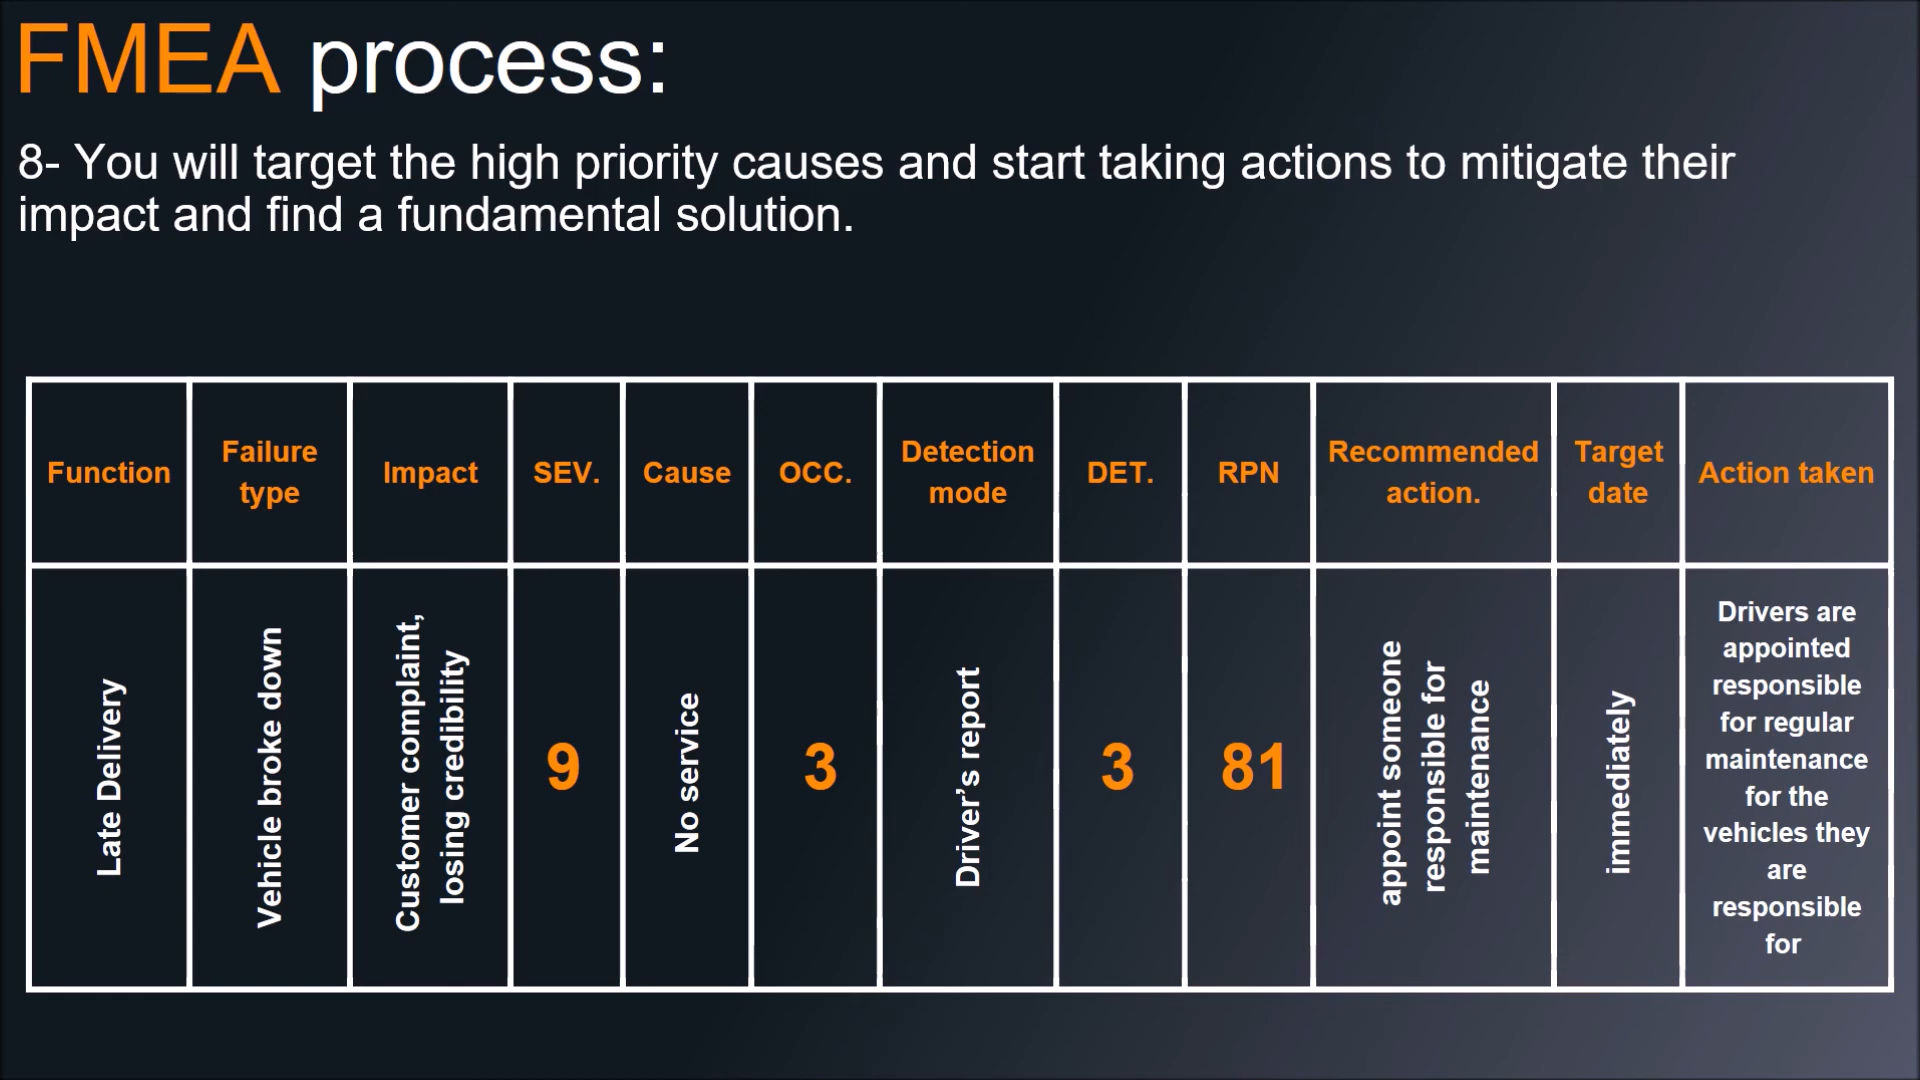 FMEA process:
8- You will target the high priority causes and start taking actions to mitigate their
impact and find a fundamental solution.
Function
Failure
type
Impact
SEV.
Cause
OCC.
Detection
mode
DET.
RPN
Recommended
action.
Target
date
Action taken
Late Delivery
Vehicle broke down
Customer complaint,
losing credibility
9
No service
3
Driver’s report
3
81
appoint someone
responsible for
maintenance
immediately
Drivers are
appointed
responsible
for regular
maintenance
for the
vehicles they
are
responsible
for